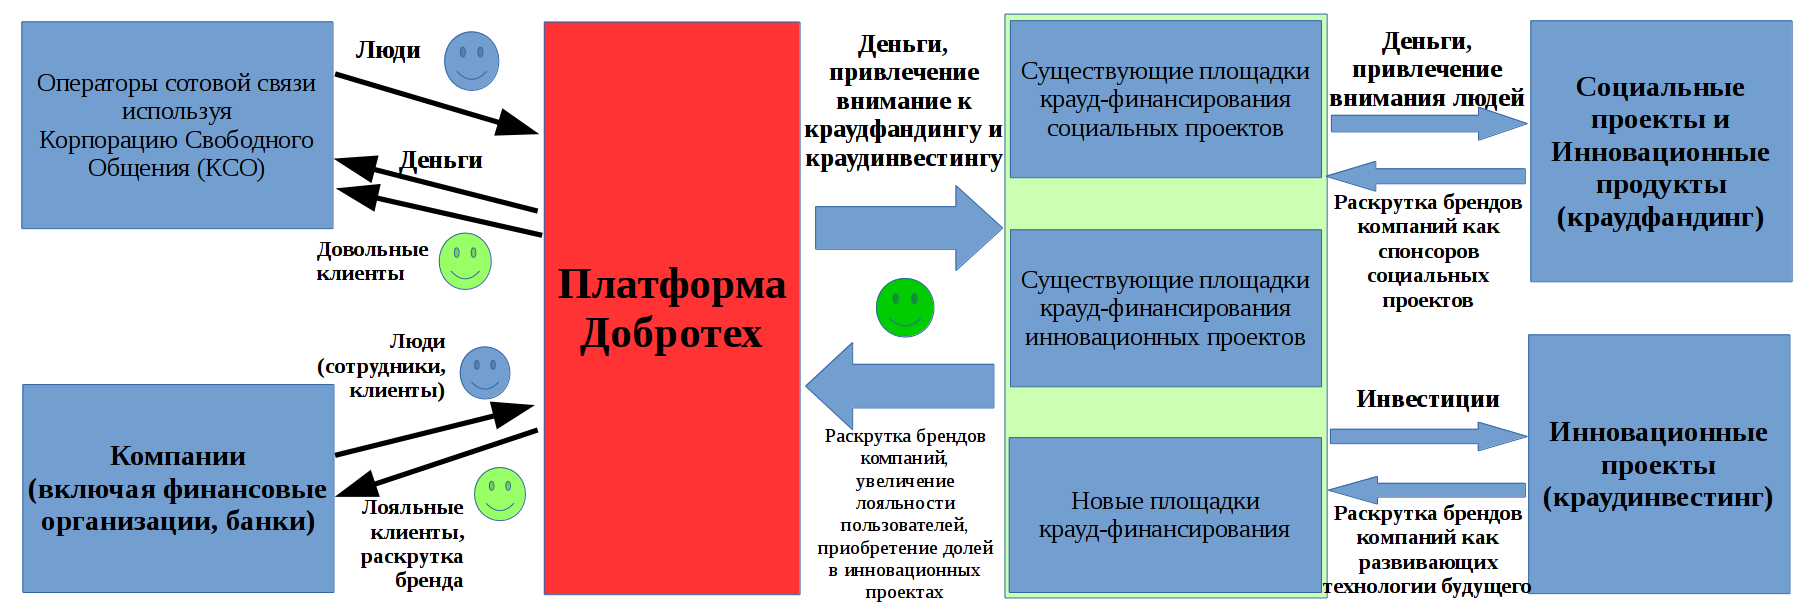 Операторы сотовой связи
используя
Корпорацию Свободного
Общения (КСО)
Люди
Деньги
Довольные
клиенты
Люди
(сотрудники,
клиенты)
Компании
(включая финансовые
организации, банки)
Лояльные
клиенты,
раскрутка
бренда
Платформа
Добротех
Деньги,
привлечение
внимание к
краудфандингу и
краудинвестингу
Раскрутка брендов
компаний,
увеличение
лояльности
пользователей,
приобретение долей
в инновационных
проектах
Существующие площадки
крауд-финансирования
социальных проектов
Существующие площадки
крауд-финансирования
инновационных проектов
Новые площадки
крауд-финансирования
Деньги,
привлечение
внимания людей
Раскрутка брендов
компаний как
спонсоров
социальных
проектов
Инвестиции
Раскрутка брендов
компаний как
развивающих
технологии будущего
Социальные
проекты и
Инновационные
продукты
(краудфандинг)
Инновационные
проекты
(краудинвестинг)